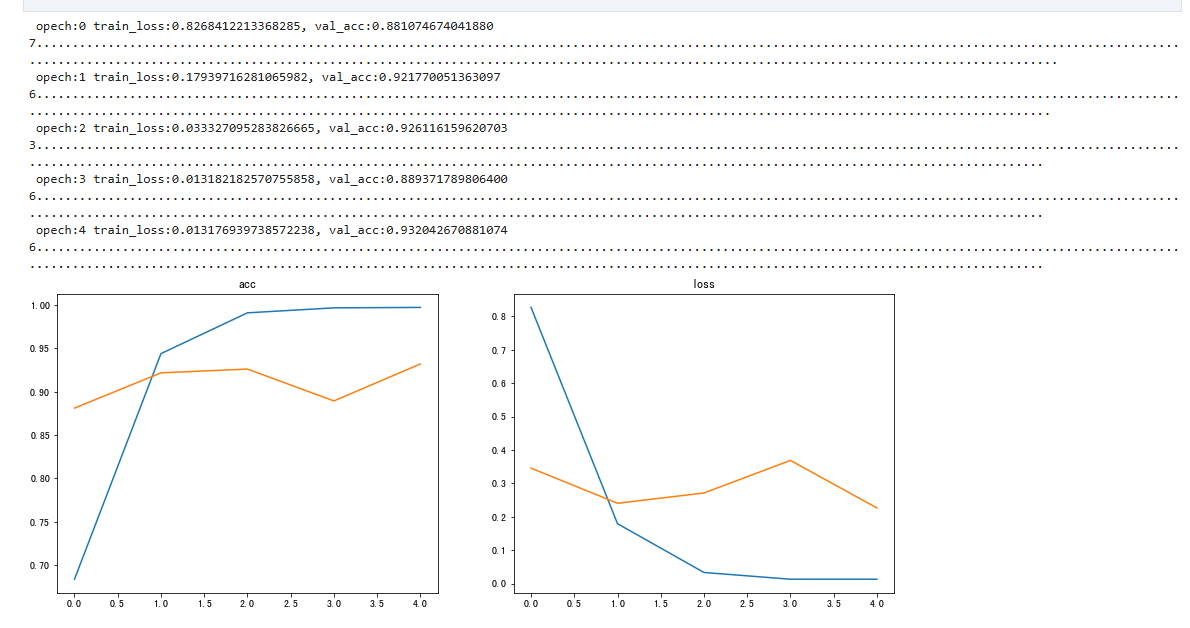 opech:0 train_loss:0.8268412213368285, val_acc:0.881074674041880
7................................................................................................................................................................
................................................................................................................................................
opech:1 train_loss:0.17939716281065982, val_acc:0.921770051363097
6................................................................................................................................................................
...............................................................................................................................................
opech:2 train_loss:0.033327095283826665, val_acc:0.926116159620703
3................................................................................................................................................................
..............................................................................................................................................
opech:3 train_loss:0.013182182570755858, val_acc:0.889371789806400
6................................................................................................................................................................
..............................................................................................................................................
opech:4 train_loss:0.013176939738572238, val_acc:0.932042670881074
6................................................................................................................................................................
..............................................................................................................................................
acc
1.00
0.95
0.90
0.85
0.80
0.75
0.70
0.0 0.5 1.0 1.5 2.0 2.5 3.0 3.5 4.0
loss
0.8
0.7
0.6
0.5
0.4
0.3
0.2
0.1
0.0
0.0 0.5 1.0 1.5 2.0 2.5 3.0 3.5 4.0